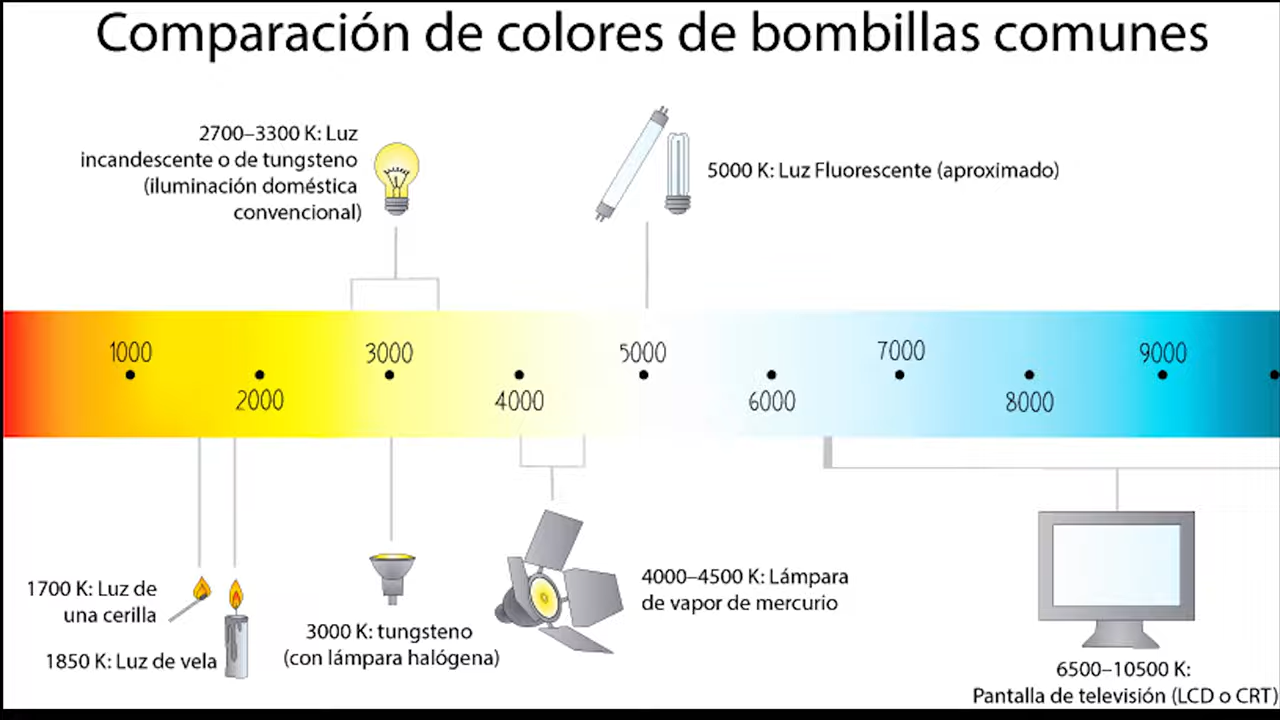 Comparación de colores de bombillas comunes
2700–3300 K: Luz
incandescente o de tungsteno
(iluminación doméstica
convencional)
5000 K: Luz Fluorescente (aproximado)
1000
2000
3000
4000
5000
6000
7000
8000
9000
1700 K: Luz de
una cerilla
1850 K: Luz de vela
3000 K: tungsteno
(con lámpara halógena)
4000–4500 K: Lámpara
de vapor de mercurio
6500–10500 K:
Pantalla de televisión (LCD o CRT)